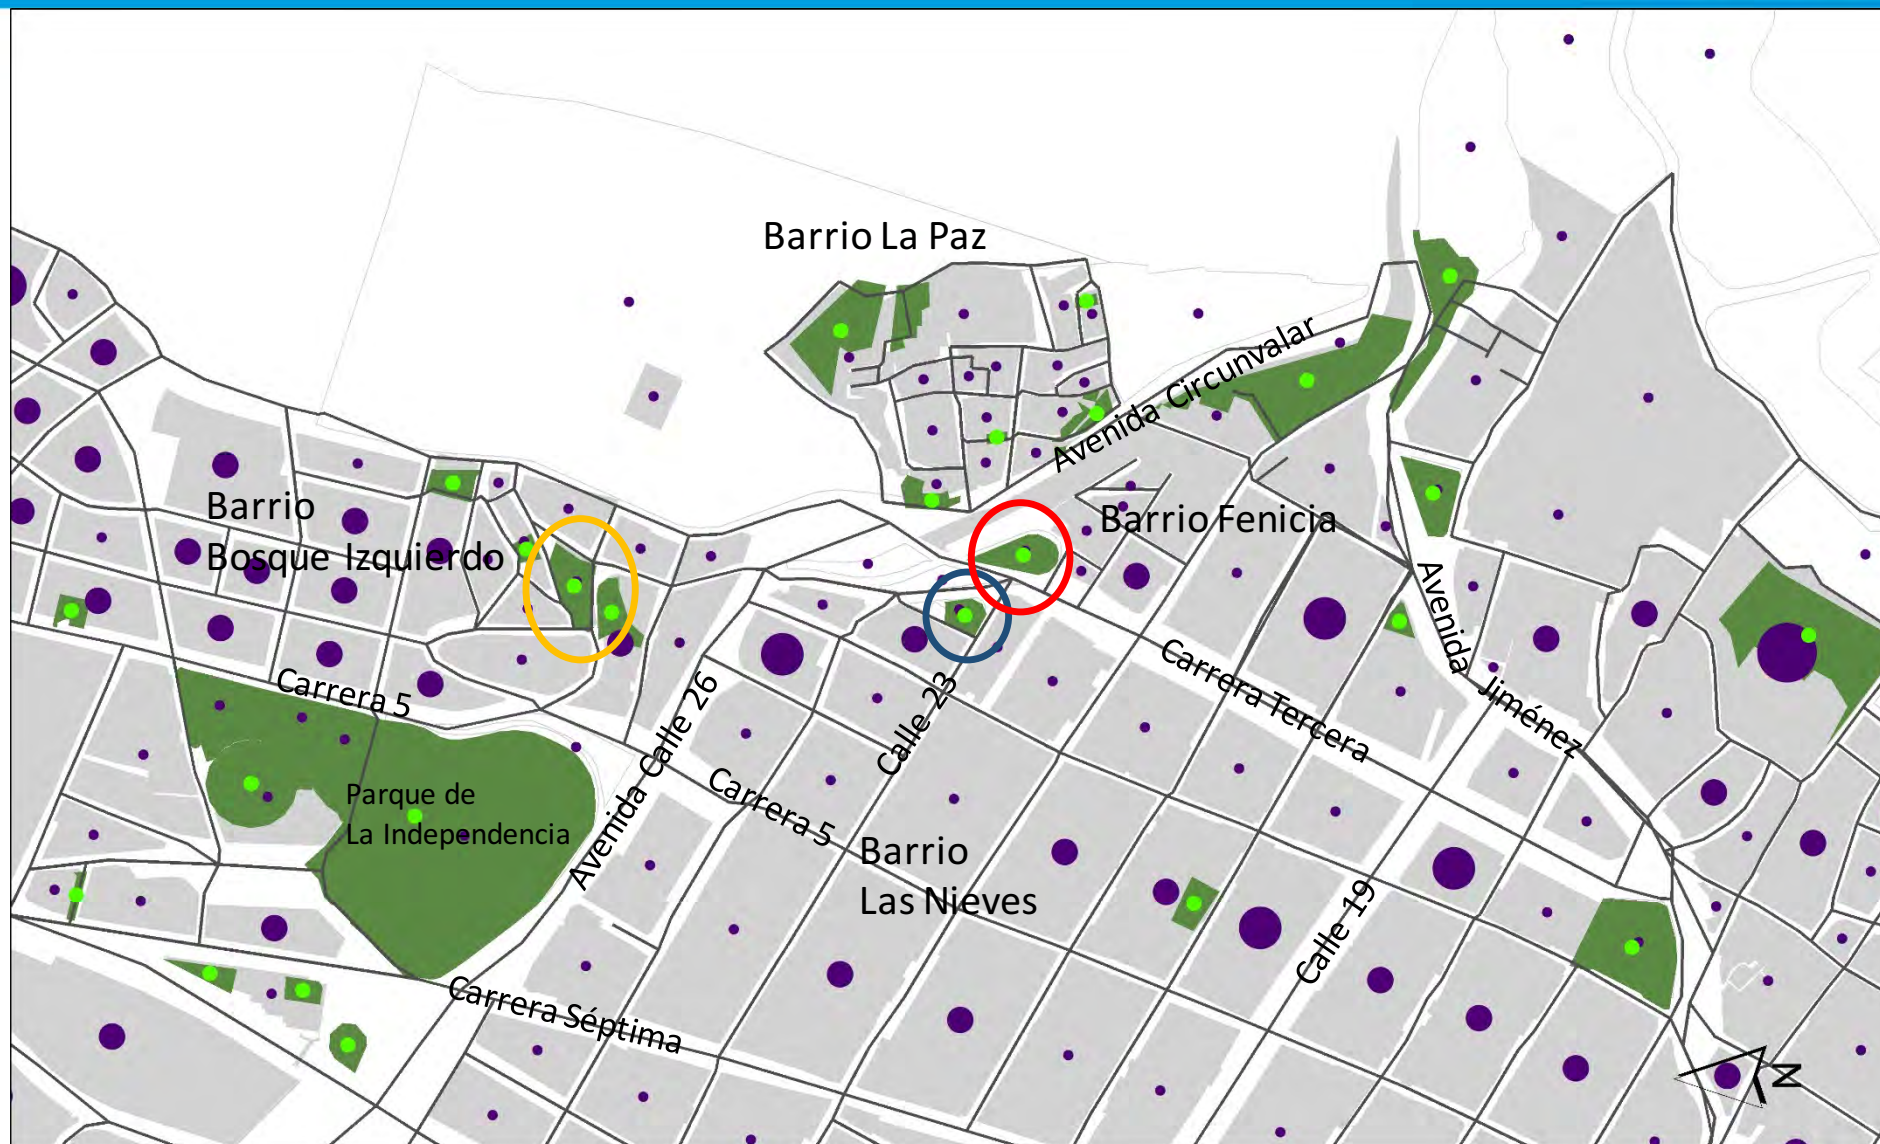 Barrio La Paz
Avenida Circunvalar
Barrio
Bosque Izquierdo
Barrio Fenicia
Avenida
Jiménez
Carrera 5
Calle 26
Avenida
Calle 23
Carrera Tercera
Parque de
La Independencia
Carrera 5
Barrio
Las Nieves
Calle 19
Carrera Séptima
N